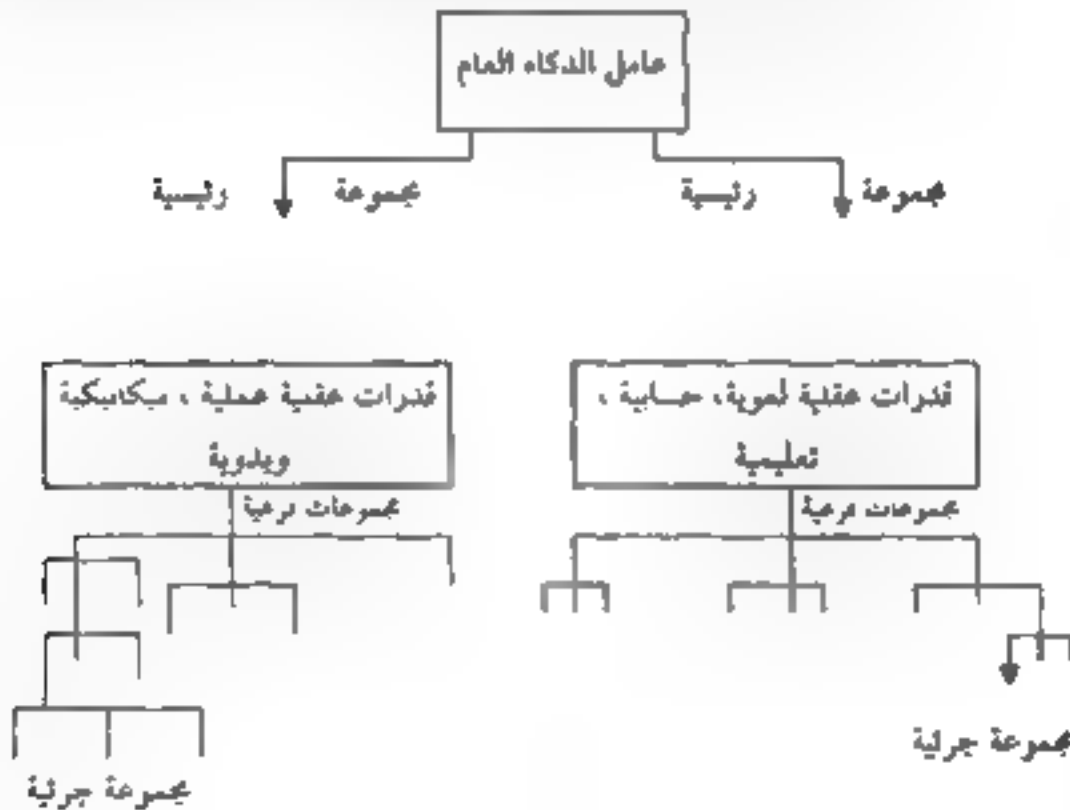 عامل الذكاء العام
مجموعة رئيسية
مجموعة رئيسية
قدرات عقلية لغوية، حسابية ،
تعليمية
قدرات عقلية عملية ، ميكانيكية
ويدوية
مجموعات فرعية
مجموعات فرعية
مجموعة جزئية
مجموعة جزئية